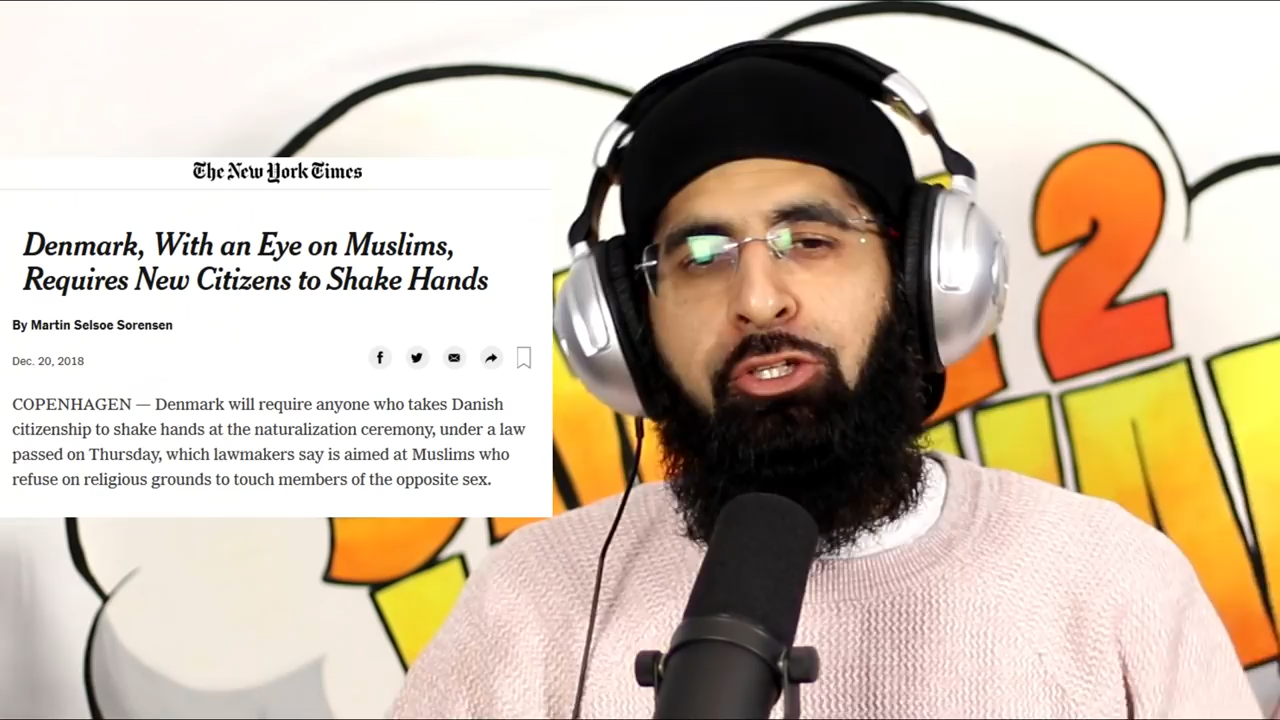 The New York Times
Denmark, With an Eye on Muslims,
Requires New Citizens to Shake Hands
By Martin Selsoe Sorensen
Dec. 20, 2018
COPENHAGEN — Denmark will require anyone who takes Danish
citizenship to shake hands at the naturalization ceremony, under a law
passed on Thursday, which lawmakers say is aimed at Muslims who
refuse on religious grounds to touch members of the opposite sex.
2